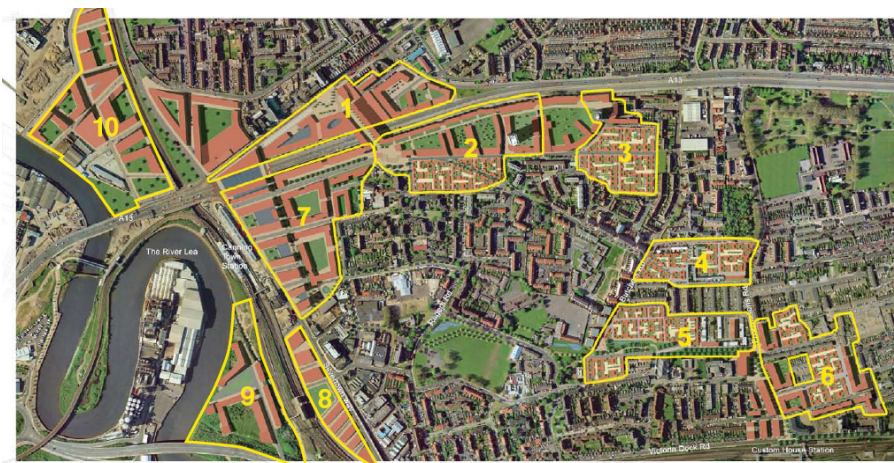 1
A13
10
2
3
7
A13
The River Lea
Canning
Town
Station
4
5
6
9
8
Victoria Dock Rd
Custom House Station